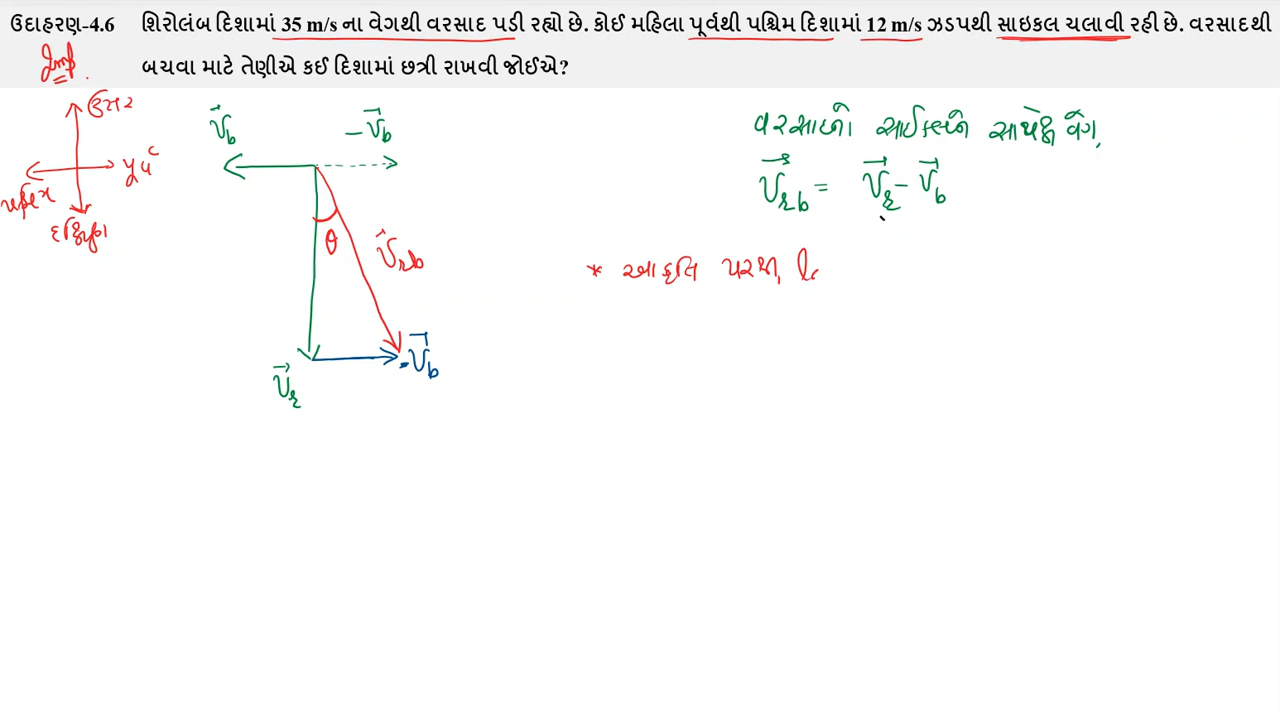 ઉદાહરણ-4.6 શિરોલંબ દિશામાં 35 m/s ના વેગથી વરસાદ પડી રહ્યો છે. કોઈ મહિલા પૂર્વથી પશ્ચિમ દિશામાં 12 m/s ઝડપથી સાઇકલ ચલાવી રહી છે. વરસાદથી
બચવા માટે તેણીએ કઈ દિશામાં છત્રી રાખવી જોઈએ?
Imp.
ઉત્તર
પૂર્વ
પશ્ચિમ
દક્ષિણ
v⃗b
-v⃗b
θ
v⃗rb
v⃗r
-v⃗b
વરસાદનો સાઈકલને સાપેક્ષ વેગ,
v⃗rb = v⃗r - v⃗b
* આકૃતિ પરથી,